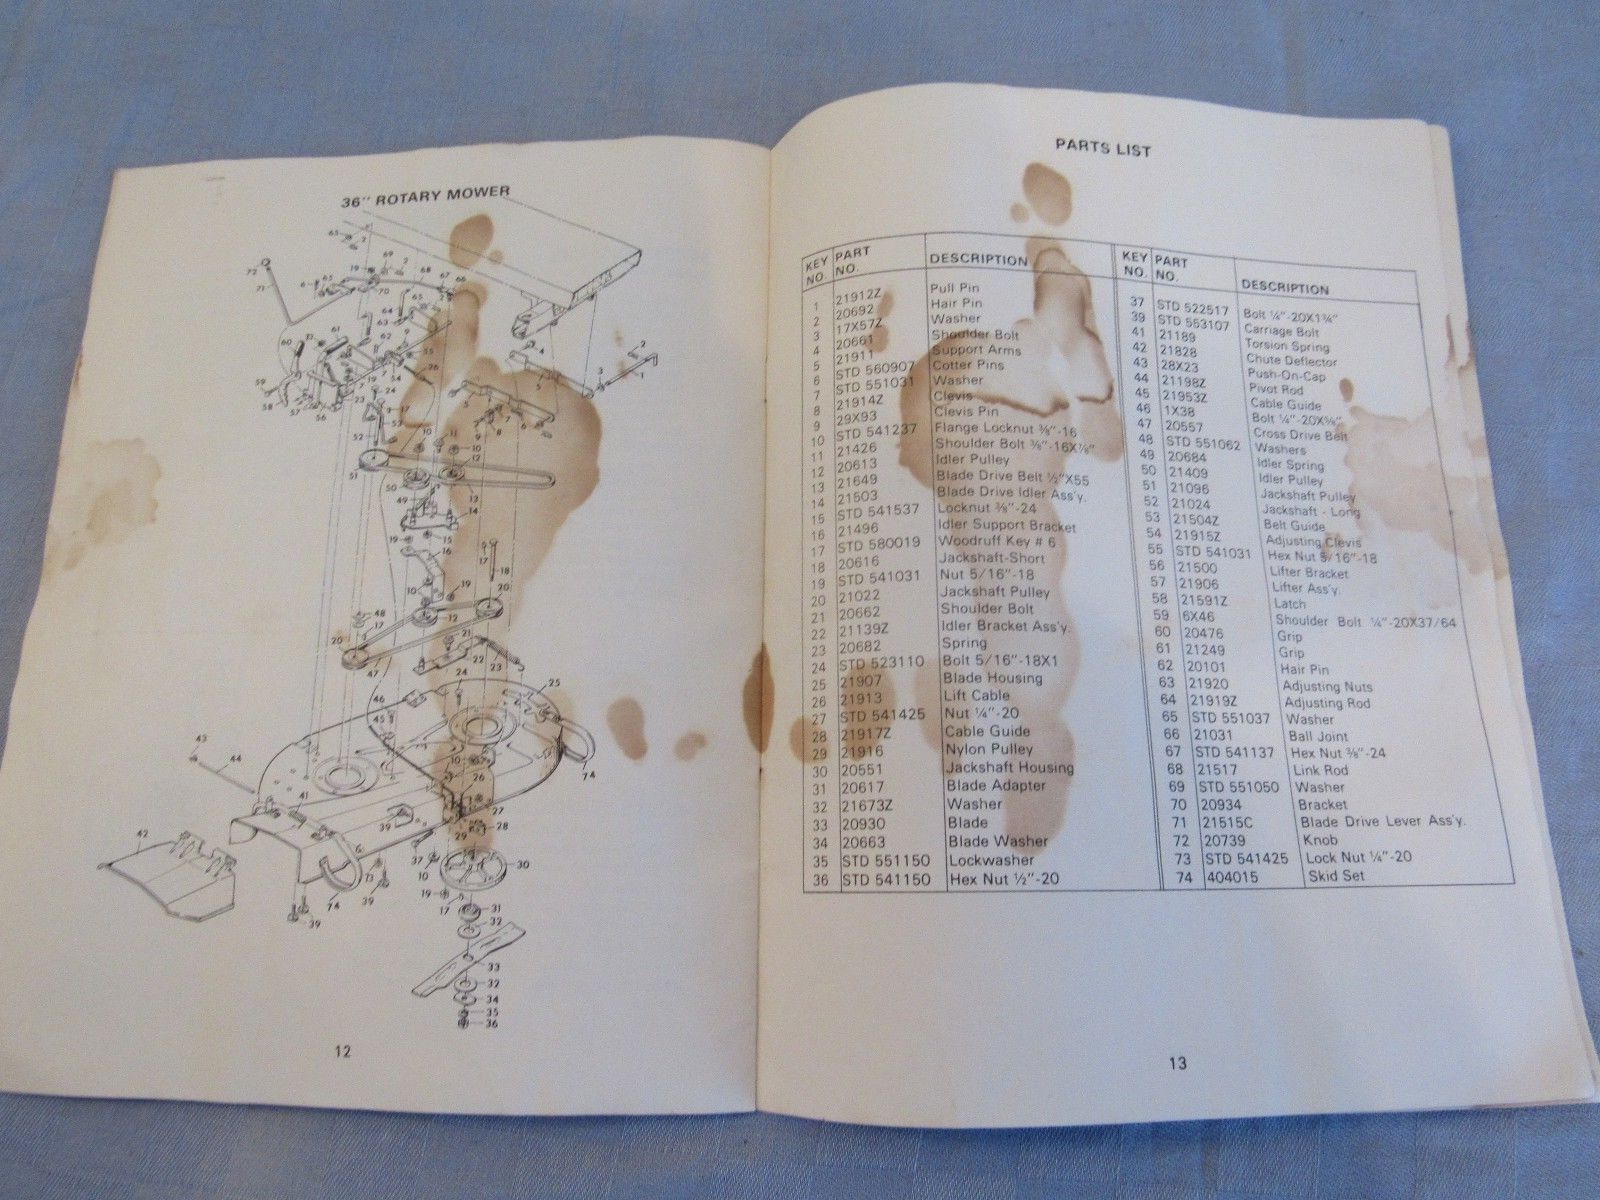 36" ROTARY MOWER
12
PARTS LIST
KEY NO. PART NO. DESCRIPTION
1 21912Z Pull Pin
2 20692 Hair Pin
3 17X57Z Washer
4 20661 Shoulder Bolt
5 21911 Support Arms
6 STD 560907 Cotter Pins
7 STD 551031 Washer
8 21914Z Clevis
9 29X93 Clevis Pin
10 STD 541237 Flange Locknut 3/8"-16
11 21426 Shoulder Bolt 3/8"-16X7/8"
12 20613 Idler Pulley
13 21649 Blade Drive Belt 1/2"X55
14 21503 Blade Drive Idler Ass'y.
15 STD 541537 Locknut 3/8"-24
16 21496 Idler Support Bracket
17 STD 580019 Woodruff Key # 6
18 20616 Jackshaft-Short
19 STD 541031 Nut 5/16"-18
20 21022 Jackshaft Pulley
21 20662 Shoulder Bolt
22 21139Z Idler Bracket Ass'y.
23 20682 Spring
24 STD 523110 Bolt 5/16"-18X1
25 21907 Blade Housing
26 21913 Lift Cable
27 STD 541425 Nut 1/4"-20
28 21917Z Cable Guide
29 21916 Nylon Pulley
30 20551 Jackshaft Housing
31 20617 Blade Adapter
32 21673Z Washer
33 20930 Blade
34 20663 Blade Washer
35 STD 551150 Lockwasher
36 STD 541150 Hex Nut 1/2"-20
KEY NO. PART NO. DESCRIPTION
37 STD 522517 Bolt 1/4"-20X1 3/4"
39 STD 553107 Carriage Bolt
41 21189 Torsion Spring
42 21828 Chute Deflector
43 28X23 Push-On-Cap
44 21198Z Pivot Rod
45 21953Z Cable Guide
46 1X38 Bolt 1/4"-20X5/8"
47 20557 Cross Drive Belt
48 STD 551062 Washers
49 20684 Idler Spring
50 21409 Idler Pulley
51 21096 Jackshaft Pulley
52 21024 Jackshaft - Long
53 21504Z Belt Guide
54 21915Z Adjusting Clevis
55 STD 541031 Hex Nut 5/16"-18
56 21500 Lifter Bracket
57 21906 Lifter Ass'y.
58 21591Z Latch
59 6X46 Shoulder Bolt 1/4"-20X37/64
60 20476 Grip
61 21249 Grip
62 20101 Hair Pin
63 21920 Adjusting Nuts
64 21919Z Adjusting Rod
65 STD 551037 Washer
66 21031 Ball Joint
67 STD 541137 Hex Nut 3/8"-24
68 21517 Link Rod
69 STD 551050 Washer
70 20934 Bracket
71 21515C Blade Drive Lever Ass'y.
72 20739 Knob
73 STD 541425 Lock Nut 1/4"-20
74 404015 Skid Set
13